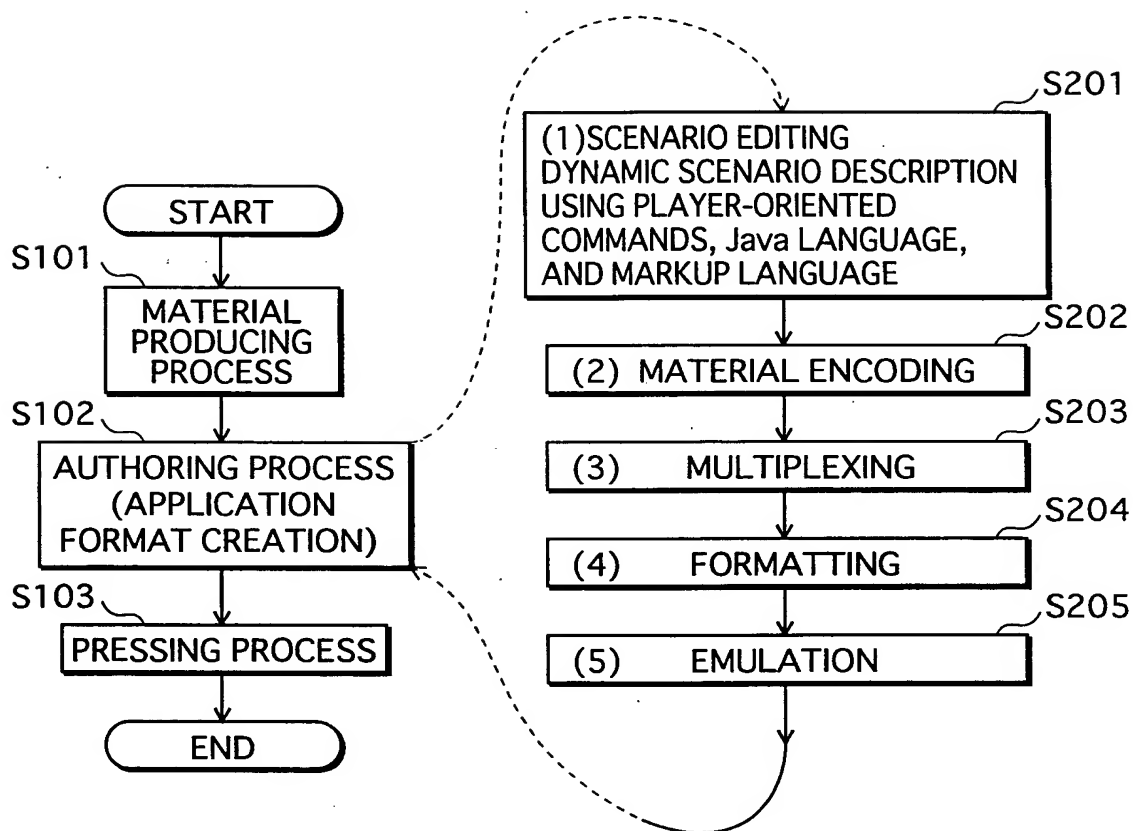 START
S101
MATERIAL
PRODUCING
PROCESS
S102
AUTHORING PROCESS
(APPLICATION
FORMAT CREATION)
S103
PRESSING PROCESS
END
S201
(1)SCENARIO EDITING
DYNAMIC SCENARIO DESCRIPTION
USING PLAYER-ORIENTED
COMMANDS, Java LANGUAGE,
AND MARKUP LANGUAGE
S202
(2) MATERIAL ENCODING
S203
(3) MULTIPLEXING
S204
(4) FORMATTING
S205
(5) EMULATION